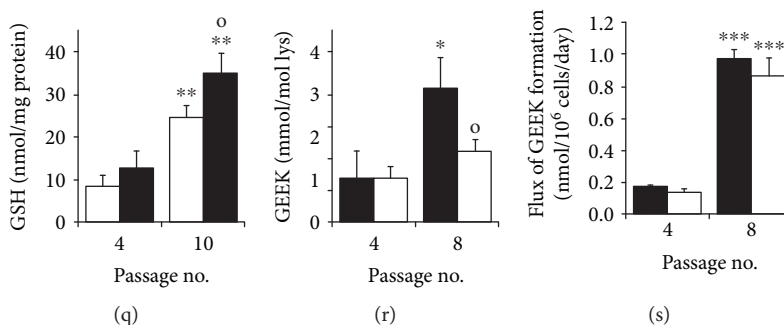 GSH (nmol/mg protein)
40
30
20
10
0
**
o
**
4 10
Passage no.
(q)
GEEK (mmol/mol lys)
4
3
2
1
0
*
o
4 8
Passage no.
(r)
Flux of GEEK formation
(nmol/10⁶ cells/day)
1.2
1.0
0.8
0.6
0.4
0.2
0.0
***
***
4 8
Passage no.
(s)